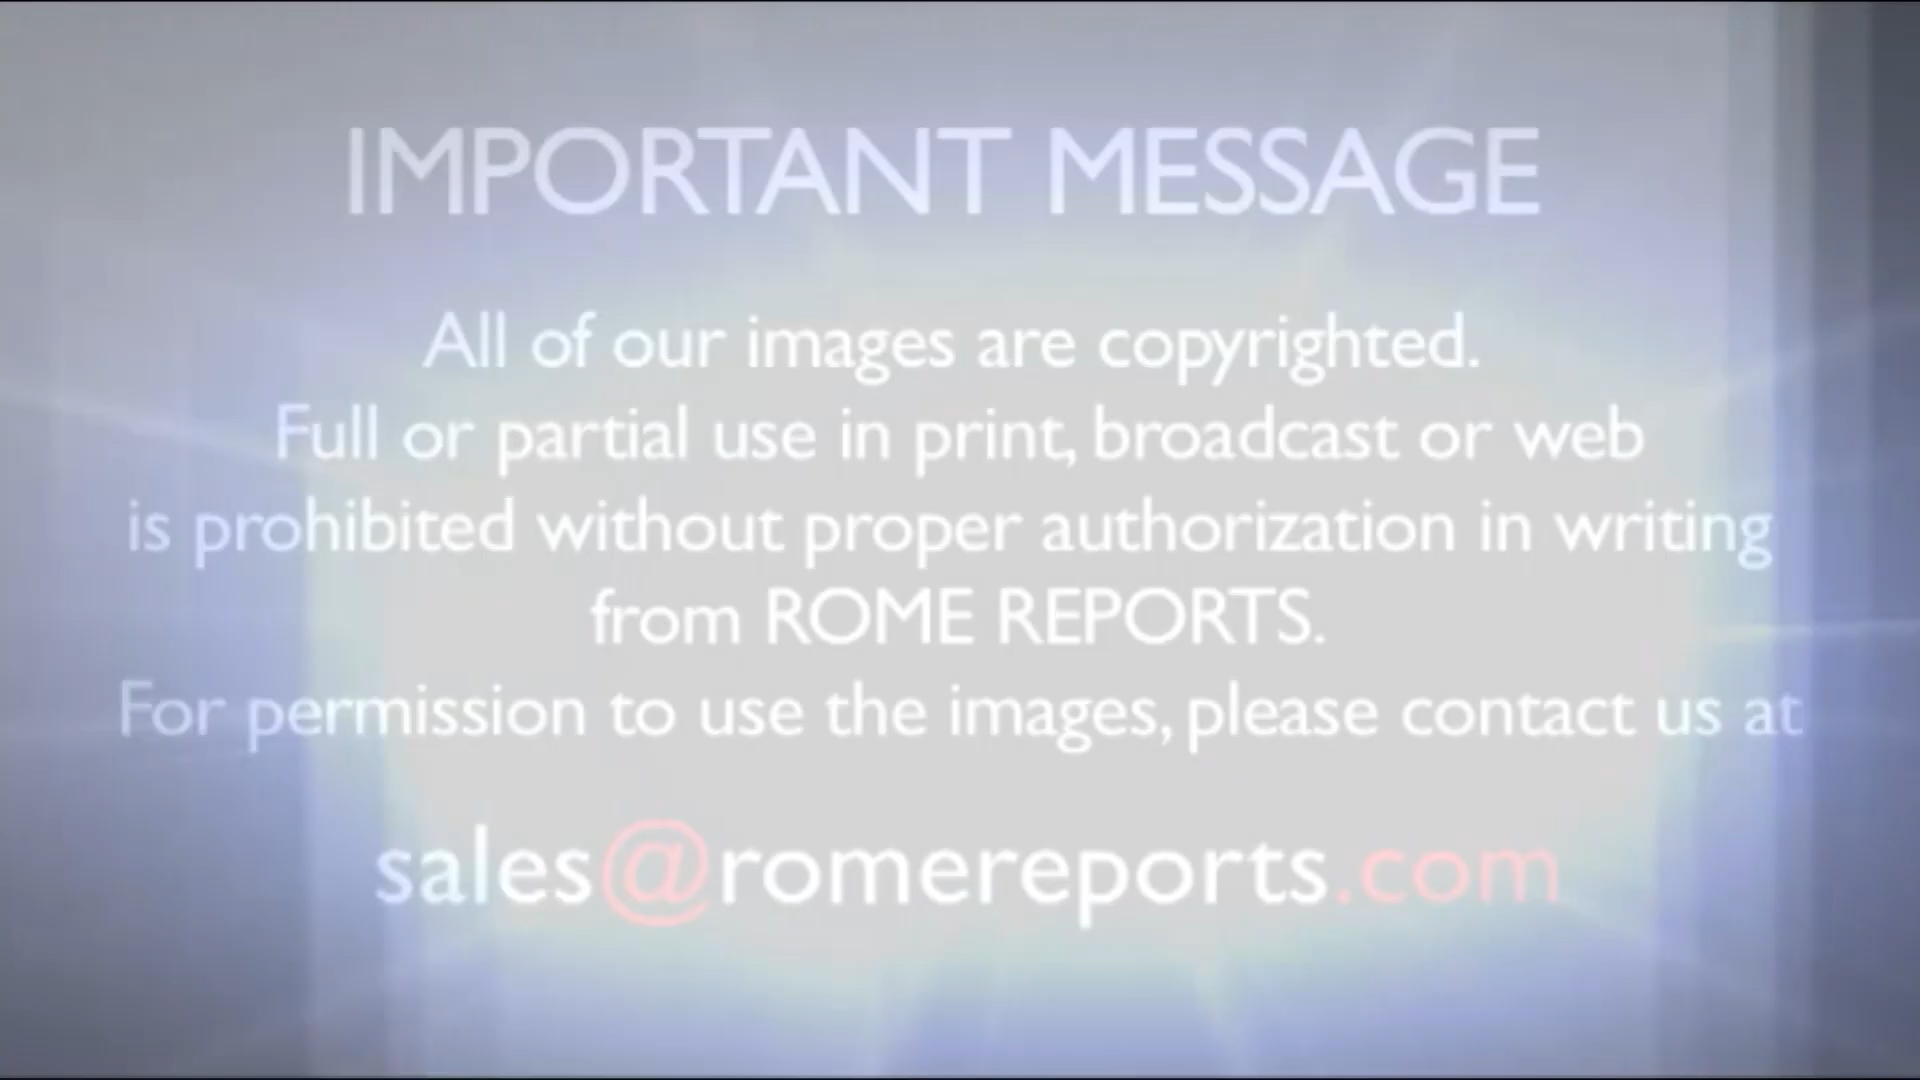 IMPORTANT MESSAGE
All of our images are copyrighted.
Full or partial use in print, broadcast or web
is prohibited without proper authorization in writing
from ROME REPORTS.
For permission to use the images, please contact us at
sales@romereports.com